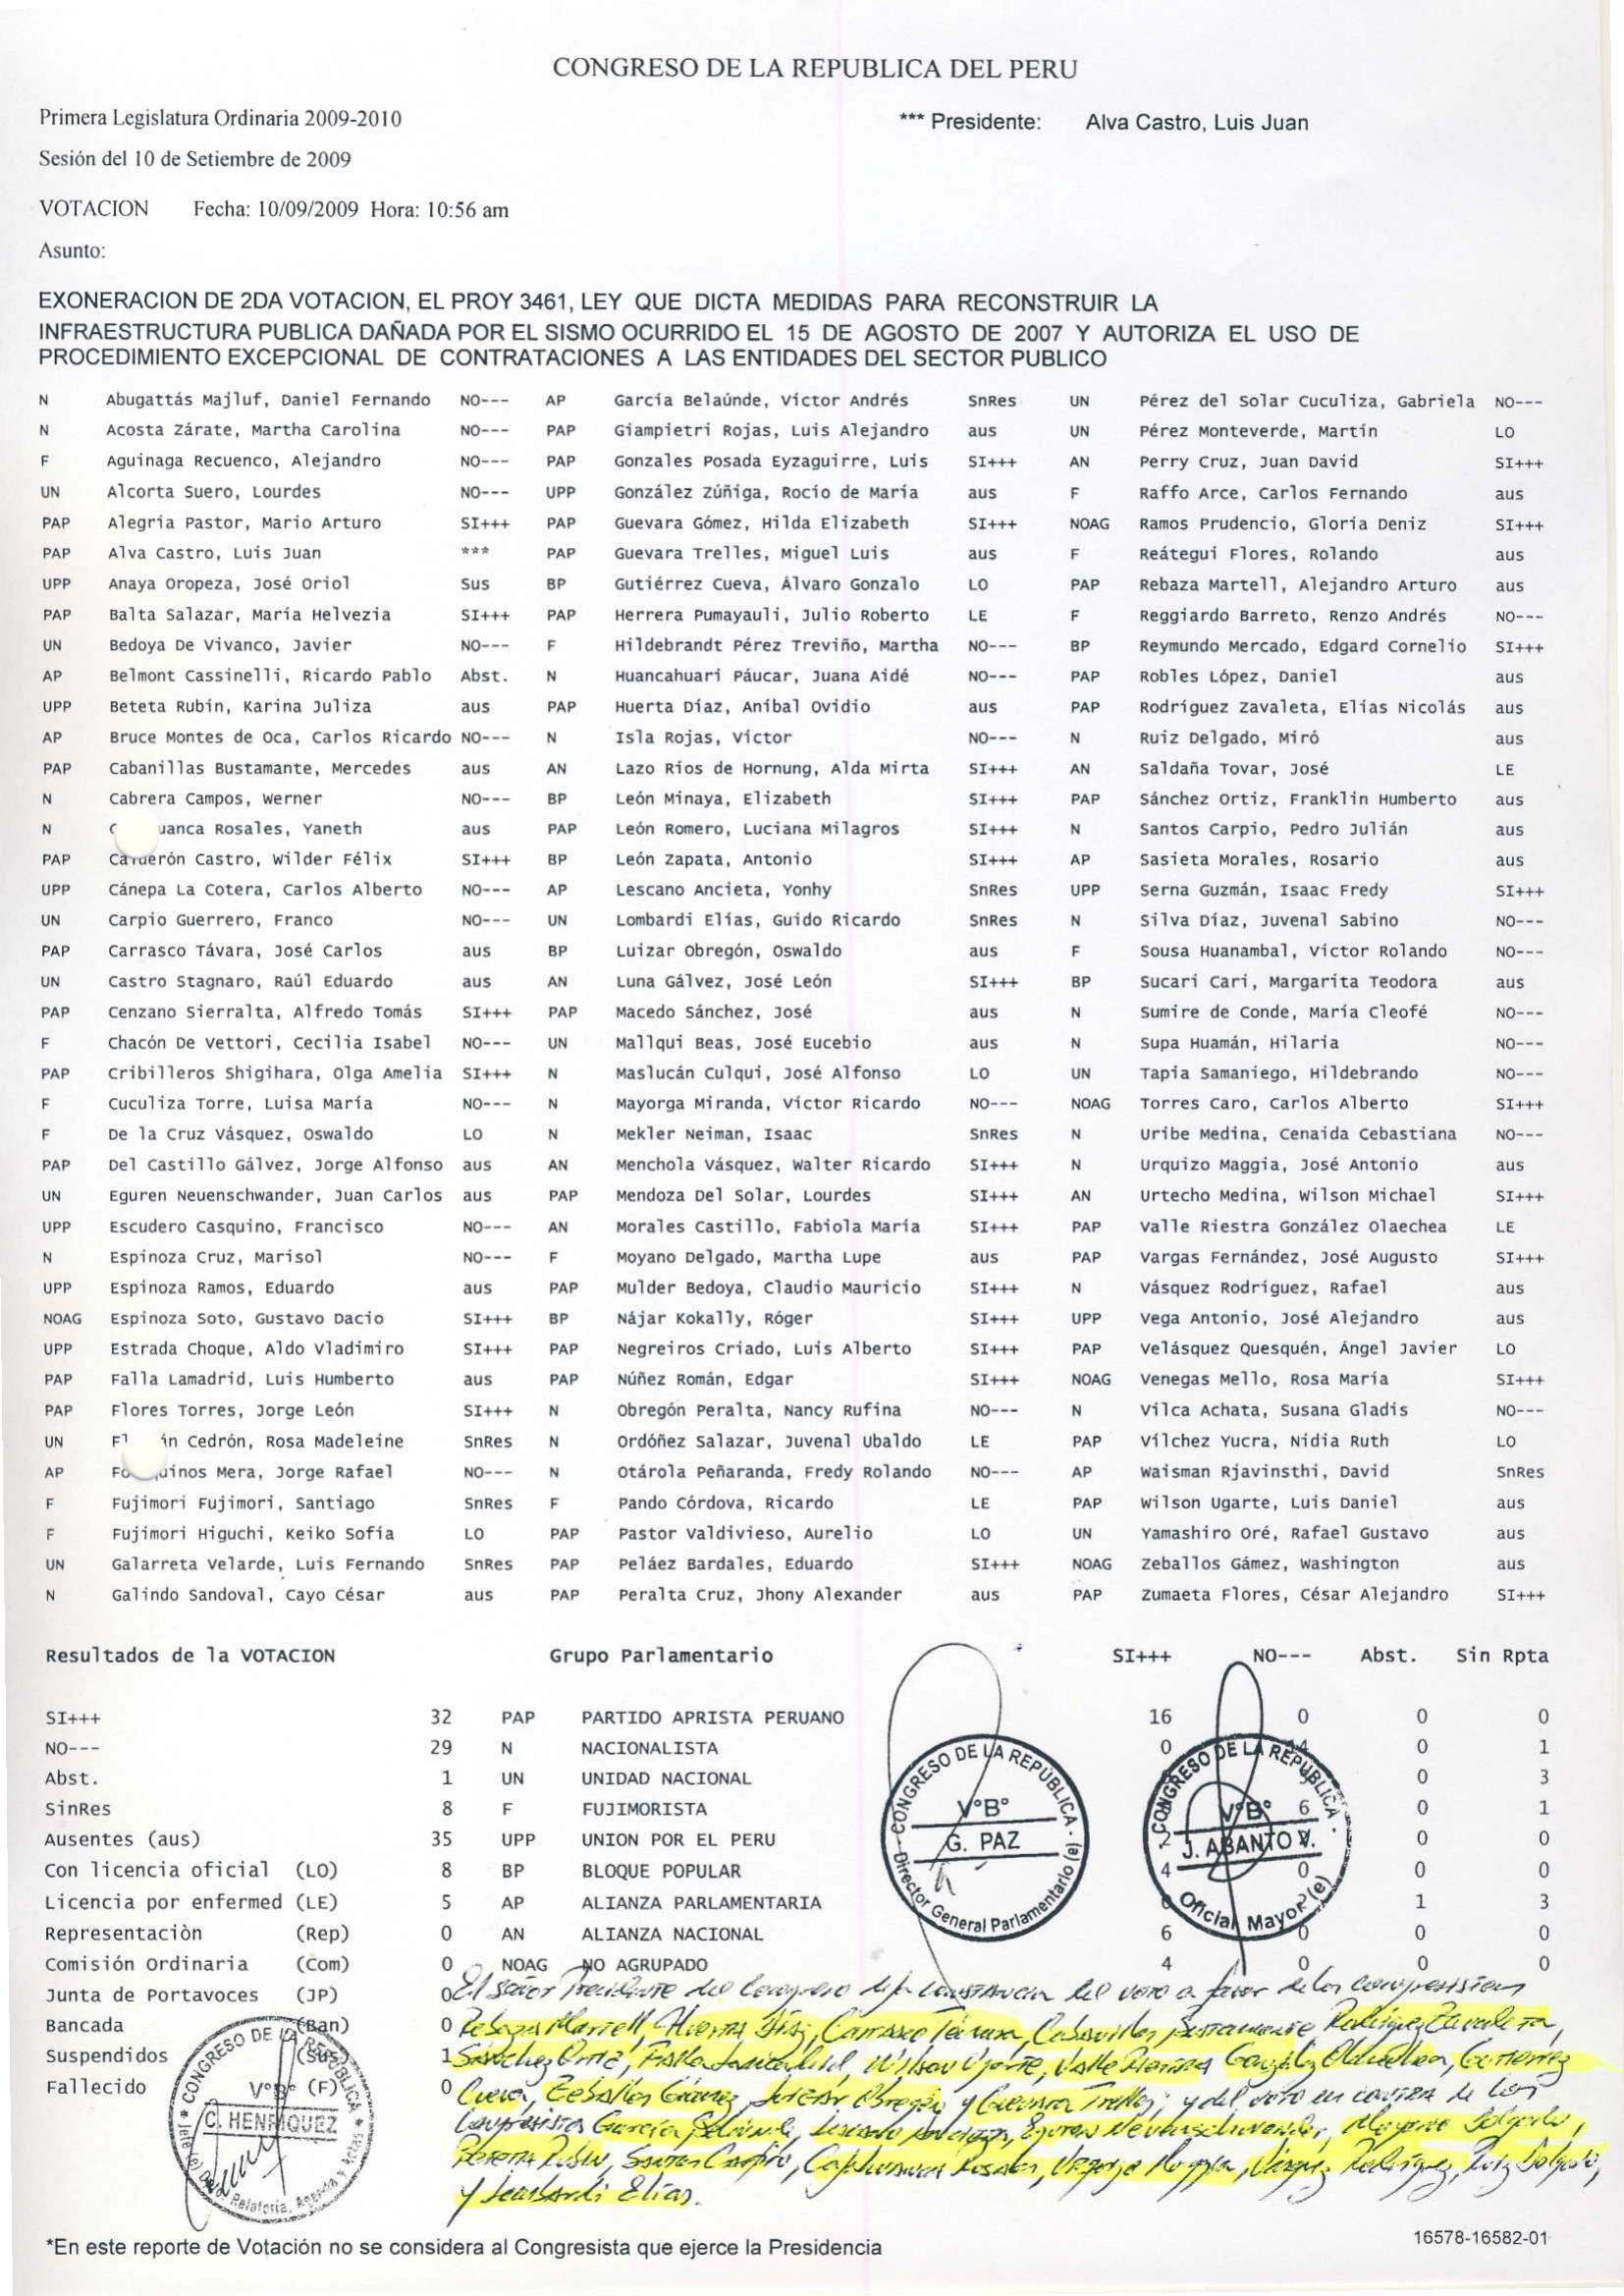 CONGRESO DE LA REPUBLICA DEL PERU
Primera Legislatura Ordinaria 2009-2010 *** Presidente: Alva Castro, Luis Juan
Sesión del 10 de Setiembre de 2009
VOTACION Fecha: 10/09/2009 Hora: 10:56 am
Asunto:
EXONERACION DE 2DA VOTACION, EL PROY 3461, LEY QUE DICTA MEDIDAS PARA RECONSTRUIR LA
INFRAESTRUCTURA PUBLICA DAÑADA POR EL SISMO OCURRIDO EL 15 DE AGOSTO DE 2007 Y AUTORIZA EL USO DE
PROCEDIMIENTO EXCEPCIONAL DE CONTRATACIONES A LAS ENTIDADES DEL SECTOR PUBLICO
N Abugattás Majluf, Daniel Fernando NO--- AP García Belaúnde, Víctor Andrés SnRes UN Pérez del Solar Cuculiza, Gabriela NO---
N Acosta Zárate, Martha Carolina NO--- PAP Giampietri Rojas, Luis Alejandro aus UN Pérez Monteverde, Martín LO
F Aguinaga Recuenco, Alejandro NO--- PAP Gonzales Posada Eyzaguirre, Luis SI+++ AN Perry Cruz, Juan David SI+++
UN Alcorta Suero, Lourdes NO--- UPP González Zúñiga, Rocío de María aus F Raffo Arce, Carlos Fernando aus
PAP Alegría Pastor, Mario Arturo SI+++ PAP Guevara Gómez, Hilda Elizabeth SI+++ NOAG Ramos Prudencio, Gloria Deniz SI+++
PAP Alva Castro, Luis Juan *** PAP Guevara Trelles, Miguel Luis aus F Reátegui Flores, Rolando aus
UPP Anaya Oropeza, José Oriol Sus BP Gutiérrez Cueva, Álvaro Gonzalo LO PAP Rebaza Martell, Alejandro Arturo aus
PAP Balta Salazar, María Helvezia SI+++ PAP Herrera Pumayauli, Julio Roberto LE F Reggiardo Barreto, Renzo Andrés NO---
UN Bedoya De Vivanco, Javier NO--- F Hildebrandt Pérez Treviño, Martha NO--- BP Reymundo Mercado, Edgard Cornelio SI+++
AP Belmont Cassinelli, Ricardo Pablo Abst. N Huancahuari Páucar, Juana Aidé NO--- PAP Robles López, Daniel aus
UPP Beteta Rubín, Karina Juliza aus PAP Huerta Díaz, Aníbal Ovidio aus PAP Rodríguez Zavaleta, Elías Nicolás aus
AP Bruce Montes de Oca, Carlos Ricardo NO--- N Isla Rojas, Víctor NO--- N Ruiz Delgado, Miró aus
PAP Cabanillas Bustamante, Mercedes aus AN Lazo Ríos de Hornung, Alda Mirta SI+++ AN Saldaña Tovar, José LE
N Cabrera Campos, Werner NO--- BP León Minaya, Elizabeth SI+++ PAP Sánchez Ortiz, Franklin Humberto aus
N Rosales, Yaneth aus PAP León Romero, Luciana Milagros SI+++ N Santos Carpio, Pedro Julián aus
PAP Calderón Castro, Wilder Félix SI+++ BP León Zapata, Antonio SI+++ AP Sasieta Morales, Rosario aus
UPP Cánepa La Cotera, Carlos Alberto NO--- AP Lescano Ancieta, Yonhy SnRes UPP Serna Guzmán, Isaac Fredy SI+++
UN Carpio Guerrero, Franco NO--- UN Lombardi Elías, Guido Ricardo SnRes N Silva Díaz, Juvenal Sabino NO---
PAP Carrasco Távara, José Carlos aus BP Luizar Obregón, Oswaldo aus F Sousa Huanambal, Víctor Rolando NO---
UN Castro Stagnaro, Raúl Eduardo aus AN Luna Gálvez, José León SI+++ BP Sucari Cari, Margarita Teodora aus
PAP Cenzano Sierralta, Alfredo Tomás SI+++ PAP Macedo Sánchez, José aus N Sumire de Conde, María Cleofé NO---
F Chacón De Vettori, Cecilia Isabel NO--- UN Mallqui Beas, José Eucebio aus N Supa Huamán, Hilaria NO---
PAP Cribilleros Shigihara, Olga Amelia SI+++ N Maslucán Culqui, José Alfonso LO UN Tapia Samaniego, Hildebrando NO---
F Cuculiza Torre, Luisa María NO--- N Mayorga Miranda, Víctor Ricardo NO--- NOAG Torres Caro, Carlos Alberto SI+++
F De la Cruz Vásquez, Oswaldo LO N Mekler Neiman, Isaac SnRes N Uribe Medina, Cenaida Cebastiana NO---
PAP Del Castillo Gálvez, Jorge Alfonso aus AN Menchola Vásquez, Walter Ricardo SI+++ N Urquizo Maggia, José Antonio aus
UN Eguren Neuenschwander, Juan Carlos aus PAP Mendoza Del Solar, Lourdes SI+++ AN Urtecho Medina, Wilson Michael SI+++
UPP Escudero Casquino, Francisco NO--- AN Morales Castillo, Fabiola María SI+++ PAP Valle Riestra González Olaechea LE
N Espinoza Cruz, Marisol NO--- F Moyano Delgado, Martha Lupe aus PAP Vargas Fernández, José Augusto SI+++
UPP Espinoza Ramos, Eduardo aus PAP Mulder Bedoya, Claudio Mauricio SI+++ N Vásquez Rodríguez, Rafael aus
NOAG Espinoza Soto, Gustavo Dacio SI+++ BP Nájar Kokally, Róger SI+++ UPP Vega Antonio, José Alejandro aus
UPP Estrada Choque, Aldo Vladimiro SI+++ PAP Negreiros Criado, Luis Alberto SI+++ PAP Velásquez Quesquén, Ángel Javier LO
PAP Falla Lamadrid, Luis Humberto aus PAP Núñez Román, Edgar SI+++ NOAG Venegas Mello, Rosa María SI+++
PAP Flores Torres, Jorge León SI+++ N Obregón Peralta, Nancy Rufina NO--- N Vilca Achata, Susana Gladis NO---
UN Cedrón, Rosa Madeleine SnRes N Ordóñez Salazar, Juvenal Ubaldo LE PAP Vílchez Yucra, Nidia Ruth LO
AP Mera, Jorge Rafael NO--- N Otárola Peñaranda, Fredy Rolando NO--- AP Waisman Rjavinsthi, David SnRes
F Fujimori Fujimori, Santiago SnRes F Pando Córdova, Ricardo LE PAP Wilson Ugarte, Luis Daniel aus
F Fujimori Higuchi, Keiko Sofía LO PAP Pastor Valdivieso, Aurelio LO UN Yamashiro Oré, Rafael Gustavo aus
UN Galarreta Velarde, Luis Fernando SnRes PAP Peláez Bardales, Eduardo SI+++ NOAG Zeballos Gámez, Washington aus
N Galindo Sandoval, Cayo César aus PAP Peralta Cruz, Jhony Alexander aus PAP Zumaeta Flores, César Alejandro SI+++
Resultados de la VOTACION Grupo Parlamentario SI+++ NO--- Abst. Sin Rpta
SI+++ 32 PAP PARTIDO APRISTA PERUANO 16 0 0 0
NO--- 29 N NACIONALISTA 0 14 0 1
Abst. 1 UN UNIDAD NACIONAL 0 3
SinRes 8 F FUJIMORISTA 6 0 1
Ausentes (aus) 35 UPP UNION POR EL PERU 2 0 0
Con licencia oficial (LO) 8 BP BLOQUE POPULAR 4 0 0 0
Licencia por enfermed (LE) 5 AP ALIANZA PARLAMENTARIA 0 2 1 3
Representaciòn (Rep) 0 AN ALIANZA NACIONAL 6 0 0 0
Comisión Ordinaria (Com) 0 NOAG NO AGRUPADO 4 0 0 0
Junta de Portavoces (JP) 0
Bancada (Ban) 0
Suspendidos (Sus) 1
Fallecido (F) 0
CONGRESO DE LA REPÚBLICA - V°B° G. PAZ Director General Parlamentario (e)
CONGRESO DE LA REPÚBLICA - V°B° J. ABANTO V. Oficial Mayor (e)
CONGRESO DE LA REPÚBLICA V°B° C. HENRIQUEZ Relatoría, Agenda y Actas
El señor Presidente del Congreso deja constancia del voto a favor de los congresistas
Rebaza Martell, Huerta Díaz, Carrasco Távara, Cabanillas Bustamante, Rodríguez Zavaleta,
Sánchez Ortiz, Falla Lamadrid, Wilson Ugarte, Valle Riestra González Olaechea, Gutiérrez
Cueva, Zeballos Gámez, Luizar Obregón y Guevara Trelles; y del voto en contra de los
congresistas García Belaúnde, Lescano Ancieta, Eguren Neuenschwander, Moyano Delgado,
Beteta Rubín, Santos Carpio, Cajahuanca Rosales, Urquizo Maggia, Vásquez Rodríguez, Ruiz Delgado,
y Lombardi Elías.
*En este reporte de Votación no se considera al Congresista que ejerce la Presidencia
16578-16582-01